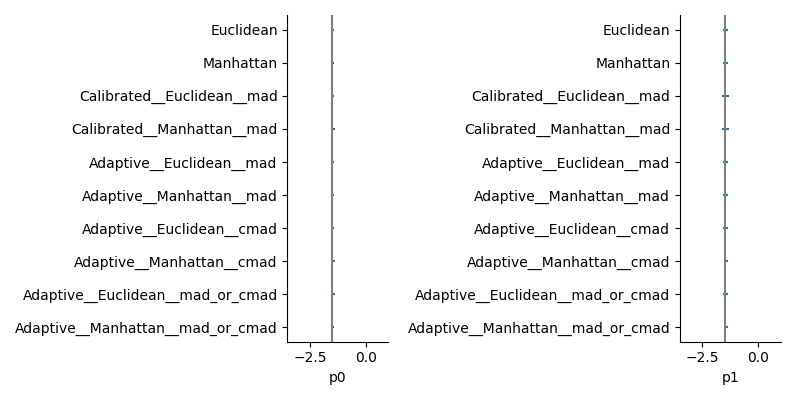 Euclidean
Manhattan
Calibrated__Euclidean__mad
Calibrated__Manhattan__mad
Adaptive__Euclidean__mad
Adaptive__Manhattan__mad
Adaptive__Euclidean__cmad
Adaptive__Manhattan__cmad
Adaptive__Euclidean__mad_or_cmad
Adaptive__Manhattan__mad_or_cmad
−2.5 0.0
p0
Euclidean
Manhattan
Calibrated__Euclidean__mad
Calibrated__Manhattan__mad
Adaptive__Euclidean__mad
Adaptive__Manhattan__mad
Adaptive__Euclidean__cmad
Adaptive__Manhattan__cmad
Adaptive__Euclidean__mad_or_cmad
Adaptive__Manhattan__mad_or_cmad
−2.5 0.0
p1